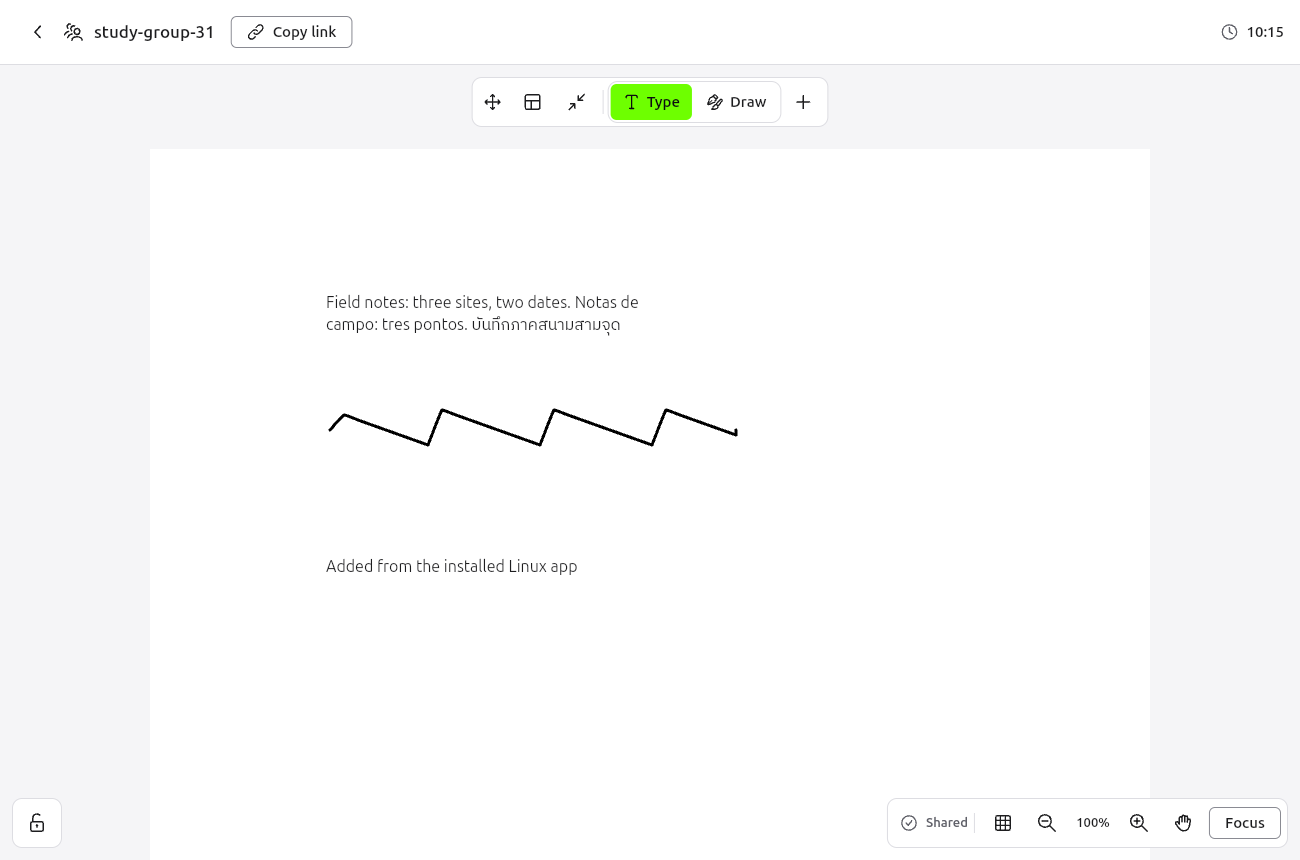 study-group-31
Copy link
10:15
Type
Draw
Field notes: three sites, two dates. Notas de
campo: tres pontos. บันทึกภาคสนามสามจุด
Added from the installed Linux app
Shared
100%
Focus